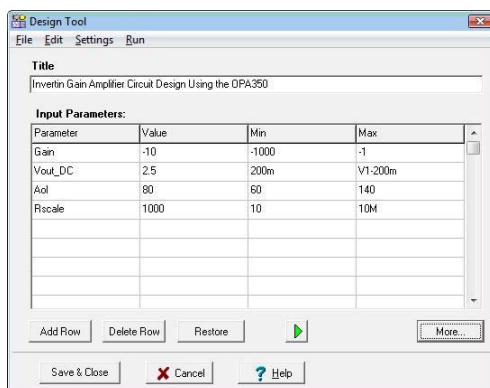 Design Tool
File Edit Settings Run
Title
Invertin Gain Amplifier Circuit Design Using the OPA350
Input Parameters:
Parameter Value Min Max
Gain -10 -1000 -1
Vout_DC 2.5 200m V1-200m
Aol 80 60 140
Rscale 1000 10 10M
Add Row Delete Row Restore More...
Save & Close Cancel Help